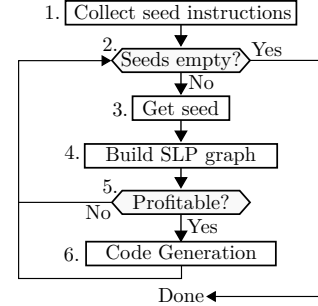 1. Collect seed instructions
2. Seeds empty? Yes
No
3. Get seed
4. Build SLP graph
5. Profitable?
No
Yes
6. Code Generation
Done